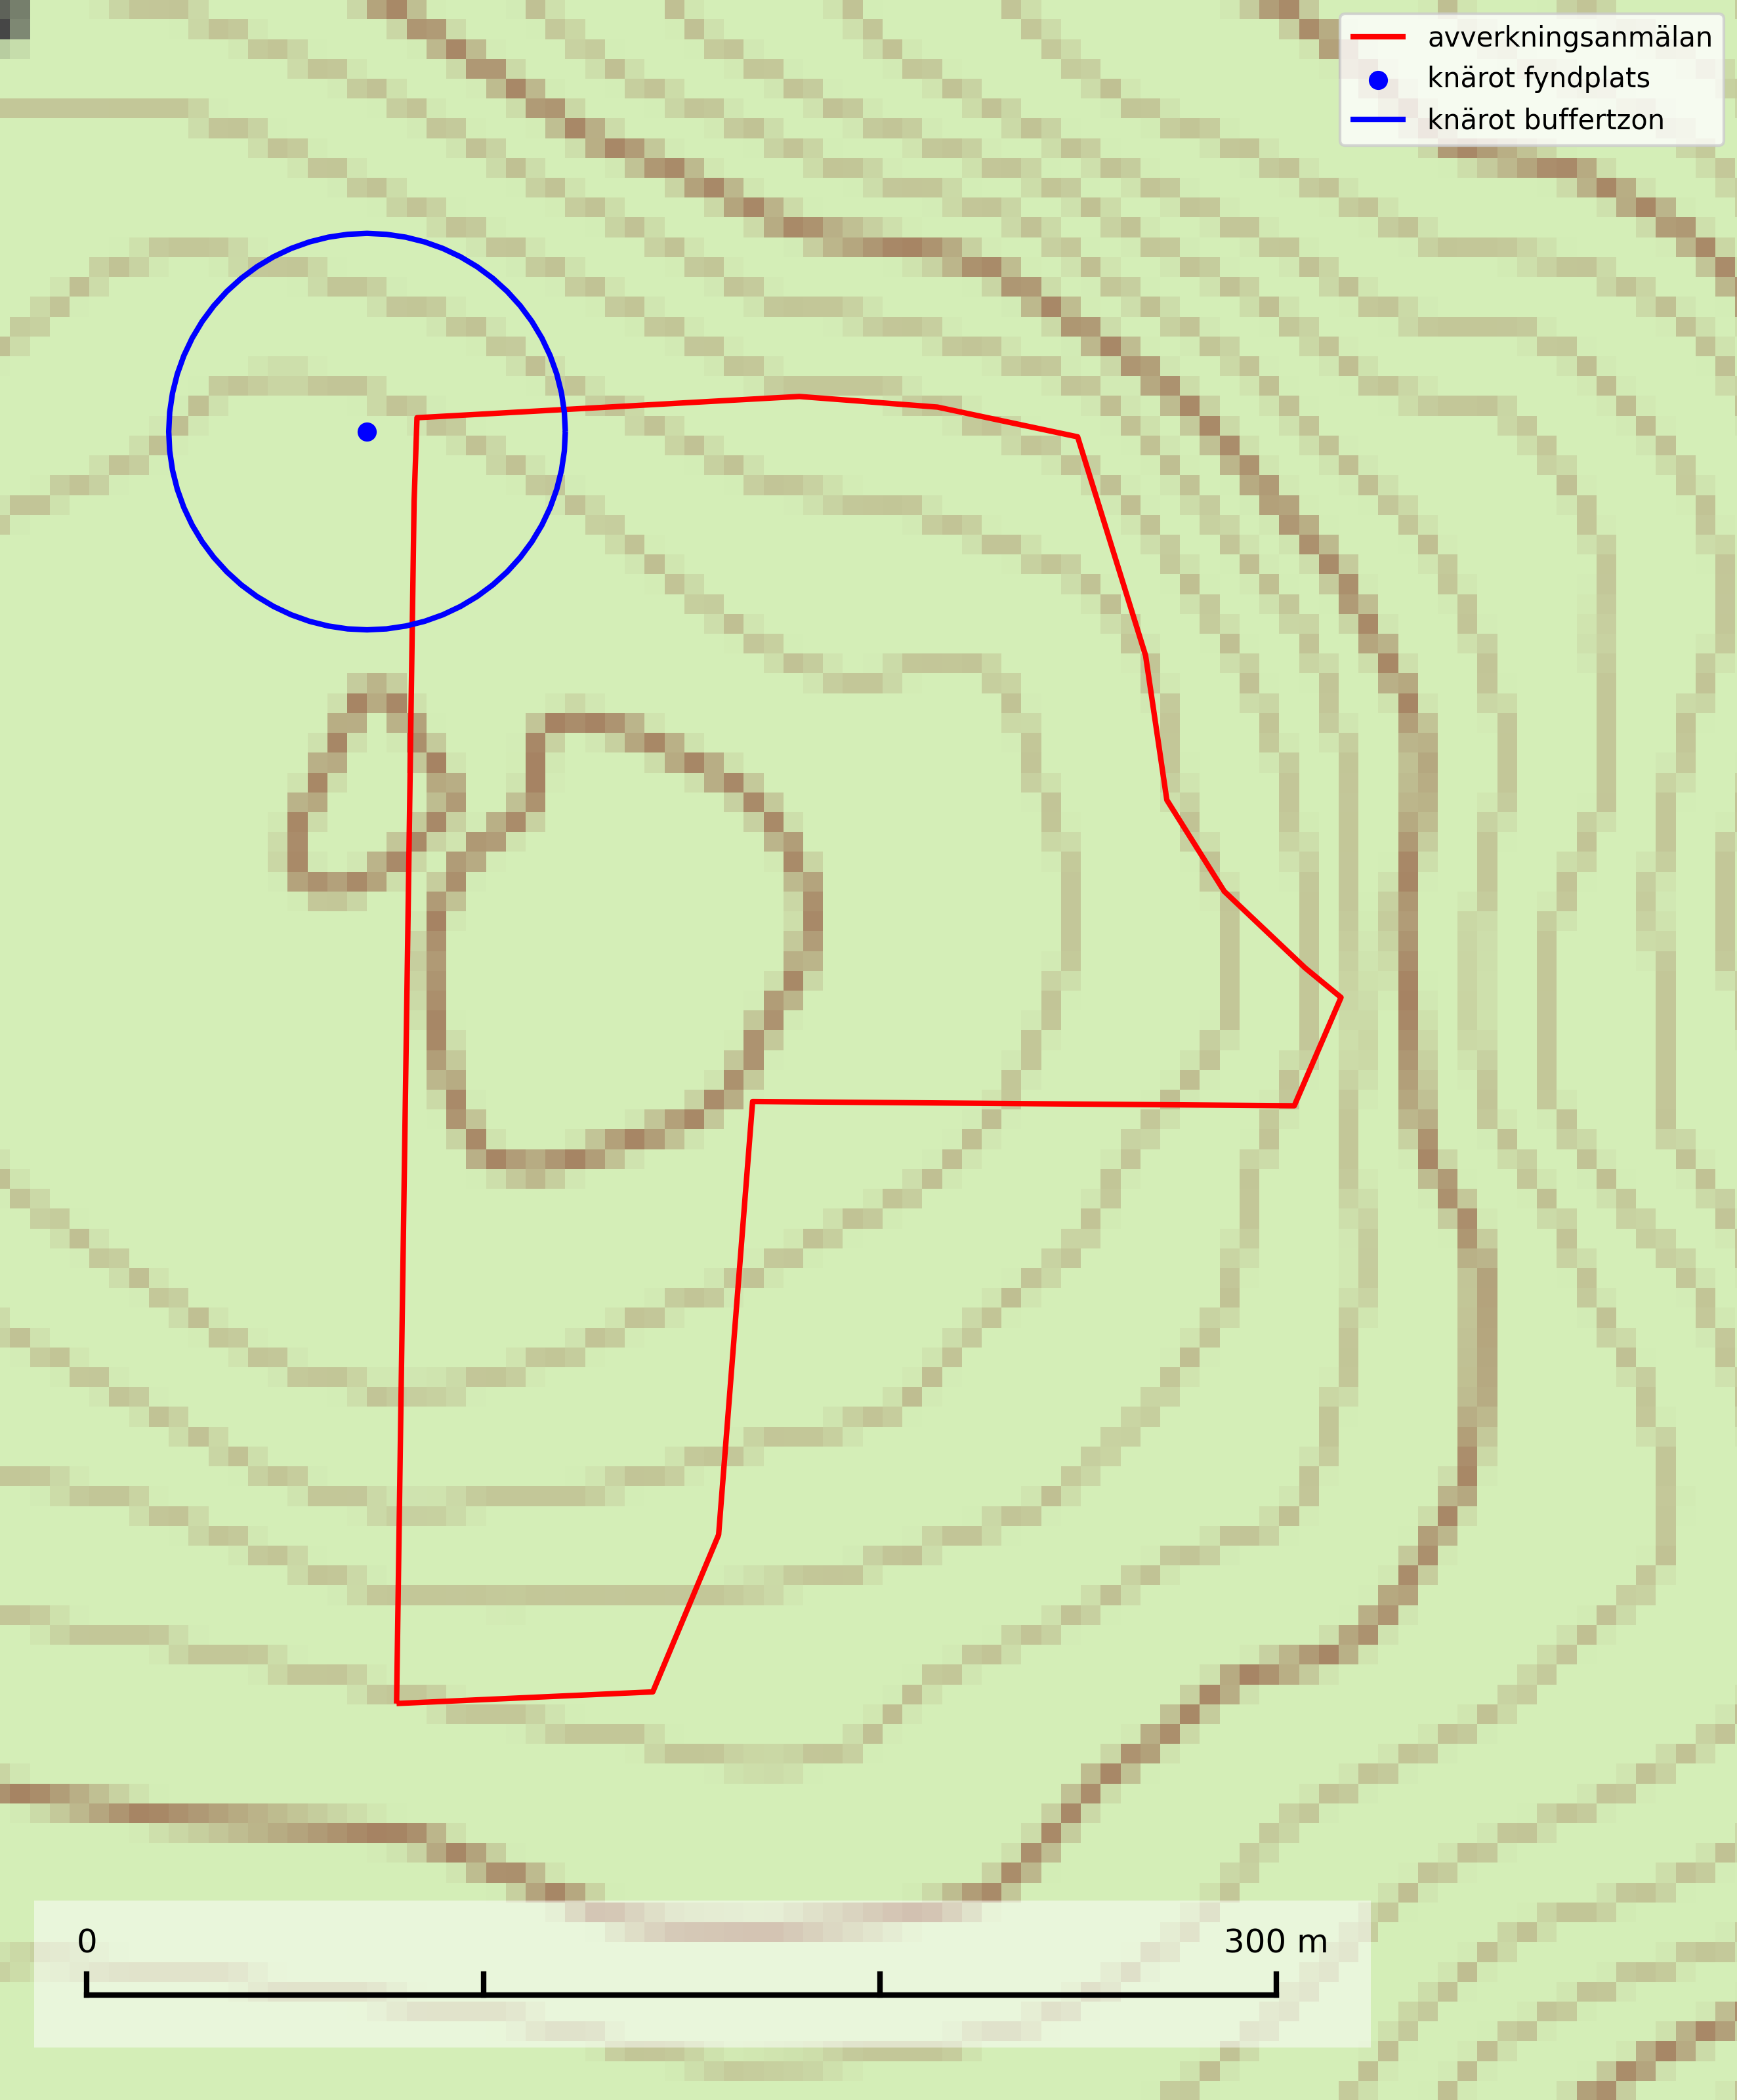 avverkningsanmälan
knärot fyndplats
knärot buffertzon
0 300 m